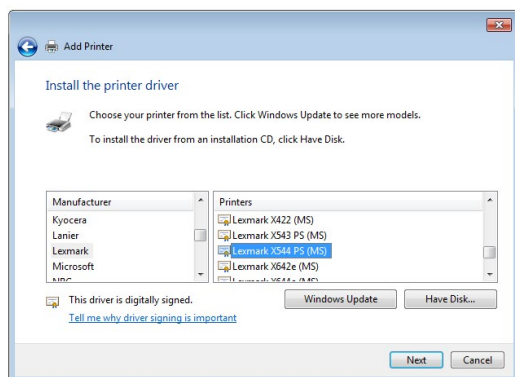 Add Printer
Install the printer driver
Choose your printer from the list. Click Windows Update to see more models.
To install the driver from an installation CD, click Have Disk.
Manufacturer
Kyocera
Lanier
Lexmark
Microsoft
Printers
Lexmark X422 (MS)
Lexmark X543 PS (MS)
Lexmark X544 PS (MS)
Lexmark X642e (MS)
This driver is digitally signed.
Tell me why driver signing is important
Windows Update
Have Disk...
Next
Cancel